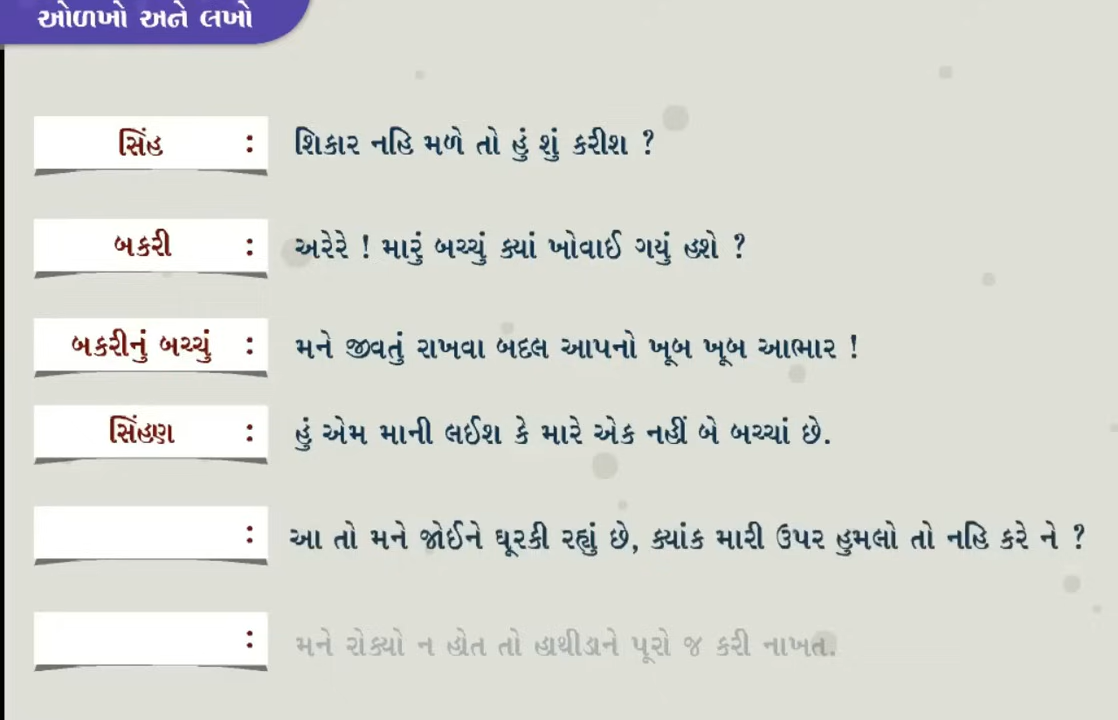 ઓળખો અને લખો
સિંહ : શિકાર નહિ મળે તો હું શું કરીશ ?
બકરી : અરેરે ! મારું બચ્ચું ક્યાં ખોવાઈ ગયું હશે ?
બકરીનું બચ્ચું : મને જીવતું રાખવા બદલ આપનો ખૂબ ખૂબ આભાર !
સિંહણ : હું એમ માની લઈશ કે મારે એક નહીં બે બચ્ચાં છે.
: આ તો મને જોઈને ઘૂરકી રહ્યું છે, ક્યાંક મારી ઉપર હુમલો તો નહિ કરે ને ?
: મને રોક્યો ન હોત તો હાથીડાને પૂરો જ કરી નાખત.